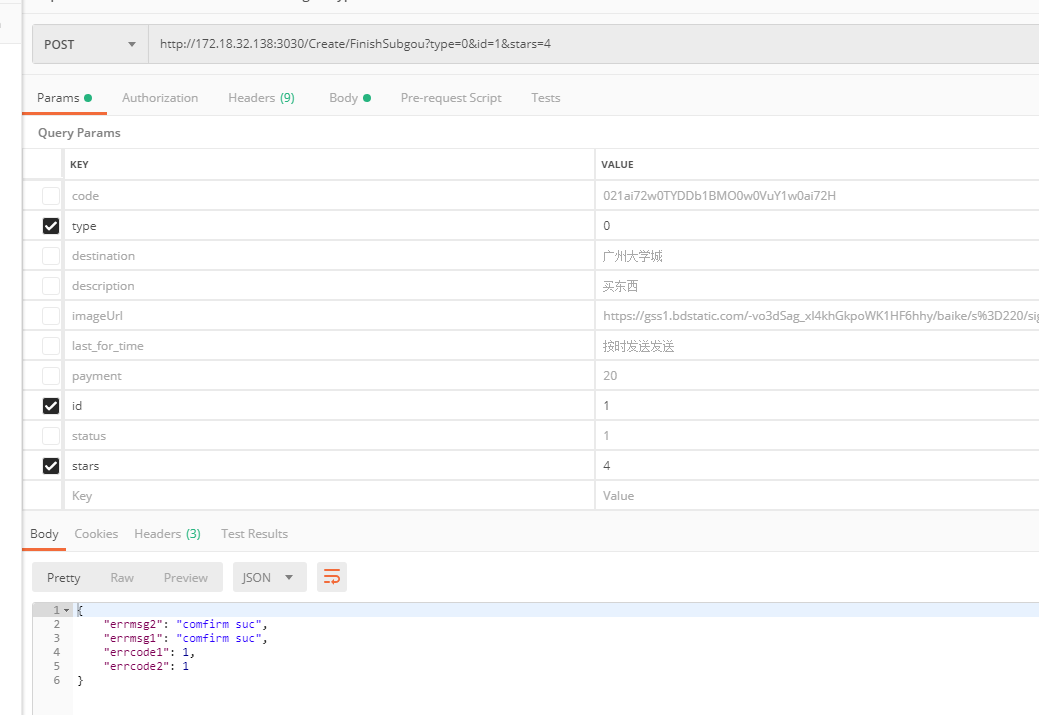 POST http://172.18.32.138:3030/Create/FinishSubgou?type=0&id=1&stars=4
Params Authorization Headers (9) Body Pre-request Script Tests
Query Params
KEY VALUE
code 021ai72w0TYDDb1BMO0w0VuY1w0ai72H
type 0
destination 广州大学城
description 买东西
imageUrl https://gss1.bdstatic.com/-vo3dSag_xI4khGkpoWK1HF6hhy/baike/s%3D220/sig
last_for_time 按时发送发送
payment 20
id 1
status 1
stars 4
Key Value
Body Cookies Headers (3) Test Results
Pretty Raw Preview JSON
1 {
2 "errmsg2": "comfirm suc",
3 "errmsg1": "comfirm suc",
4 "errcode1": 1,
5 "errcode2": 1
6 }